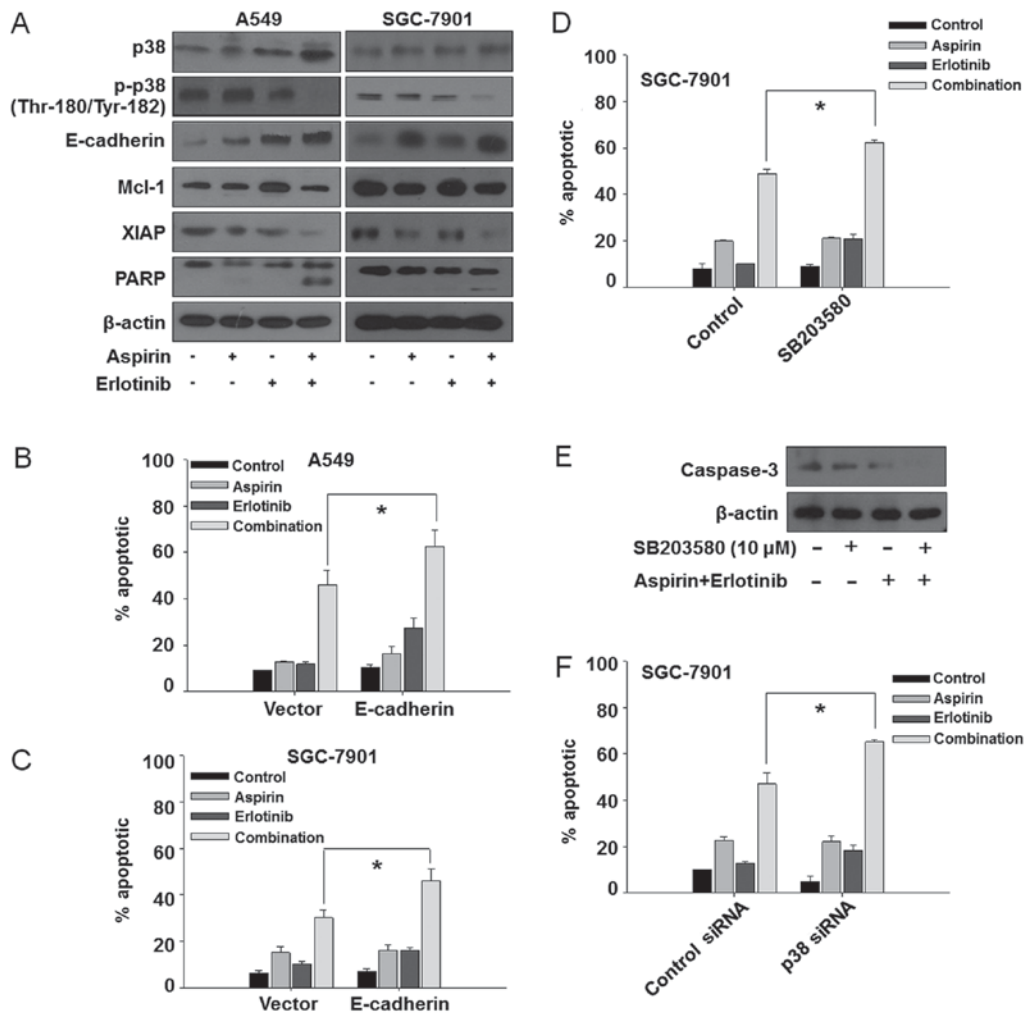 A
A549 SGC-7901
p38
p-p38
(Thr-180/Tyr-182)
E-cadherin
Mcl-1
XIAP
PARP
β-actin
Aspirin - + - + - + - +
Erlotinib - - + + - - + +
B
A549
% apoptotic
100
80
60
40
20
0
Control
Aspirin
Erlotinib
Combination
*
Vector E-cadherin
C
SGC-7901
% apoptotic
100
80
60
40
20
0
Control
Aspirin
Erlotinib
Combination
*
Vector E-cadherin
D
SGC-7901
% apoptotic
100
80
60
40
20
0
Control
Aspirin
Erlotinib
Combination
*
Control SB203580
E
Caspase-3
β-actin
SB203580 (10 μM) - + - +
Aspirin+Erlotinib - - + +
F
SGC-7901
% apoptotic
100
80
60
40
20
0
Control
Aspirin
Erlotinib
Combination
*
Control siRNA p38 siRNA